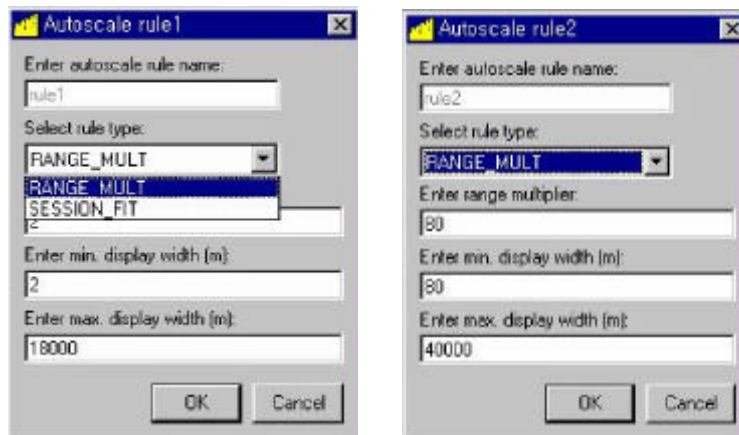 Autoscale rule1
Enter autoscale rule name:
rule1
Select rule type:
RANGE_MULT
RANGE_MULT
SESSION_FIT
2
Enter min. display width (m):
2
Enter max. display width (m):
18000
OK
Cancel
Autoscale rule2
Enter autoscale rule name:
rule2
Select rule type:
RANGE_MULT
Enter range multiplier:
80
Enter min. display width (m):
80
Enter max. display width (m):
40000
OK
Cancel